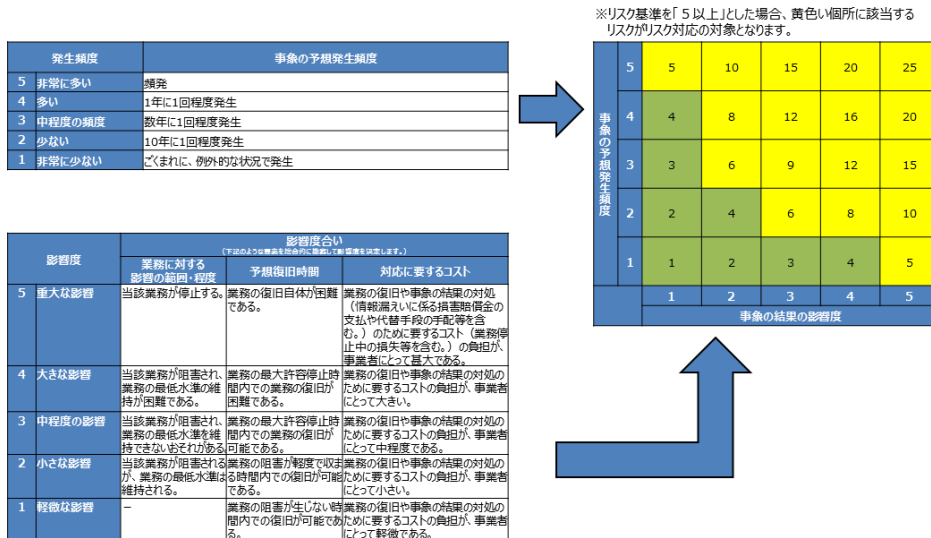 ※リスク基準を「５以上」とした場合、黄色い個所に該当する
リスクがリスク対応の対象となります。
発生頻度 事象の予想発生頻度
5 非常に多い 頻発
4 多い 1年に1回程度発生
3 中程度の頻度 数年に1回程度発生
2 少ない 10年に1回程度発生
1 非常に少ない ごくまれに、例外的な状況で発生
事象の予想発生頻度
5 5 10 15 20 25
4 4 8 12 16 20
3 3 6 9 12 15
2 2 4 6 8 10
1 1 2 3 4 5
1 2 3 4 5
事象の結果の影響度
影響度
影響度合い
(下記のような要素を総合的に勘案して影響度を決定します。)
業務に対する
影響の範囲・程度
予想復旧時間
対応に要するコスト
5 重大な影響
当該業務が停止する。
業務の復旧自体が困難
である。
業務の復旧や事象の結果の対処
（情報漏えいに係る損害賠償金の
支払や代替手段の手配等を含
む。）のために要するコスト（業務停
止中の損失等を含む。）の負担が、
事業者にとって甚大である。
4 大きな影響
当該業務が阻害され、
業務の最低水準の維
持が困難である。
業務の最大許容停止時
間内での業務の復旧が
困難である。
業務の復旧や事象の結果の対処の
ために要するコストの負担が、事業者
にとって大きい。
3 中程度の影響
当該業務が阻害され、
業務の最低水準を維
持できないおそれがある
業務の最大許容停止時
間内での業務の復旧が
可能である。
業務の復旧や事象の結果の対処の
ために要するコストの負担が、事業者
にとって中程度である。
2 小さな影響
当該業務が阻害される
が、業務の最低水準は
維持される。
業務の阻害が軽度で収ま
る時間内での復旧が可能
である。
業務の復旧や事象の結果の対処の
ために要するコストの負担が、事業者
にとって小さい。
1 軽微な影響
－
業務の阻害が生じない時
間内での復旧が可能であ
る。
業務の復旧や事象の結果の対処の
ために要するコストの負担が、事業者
にとって軽微である。